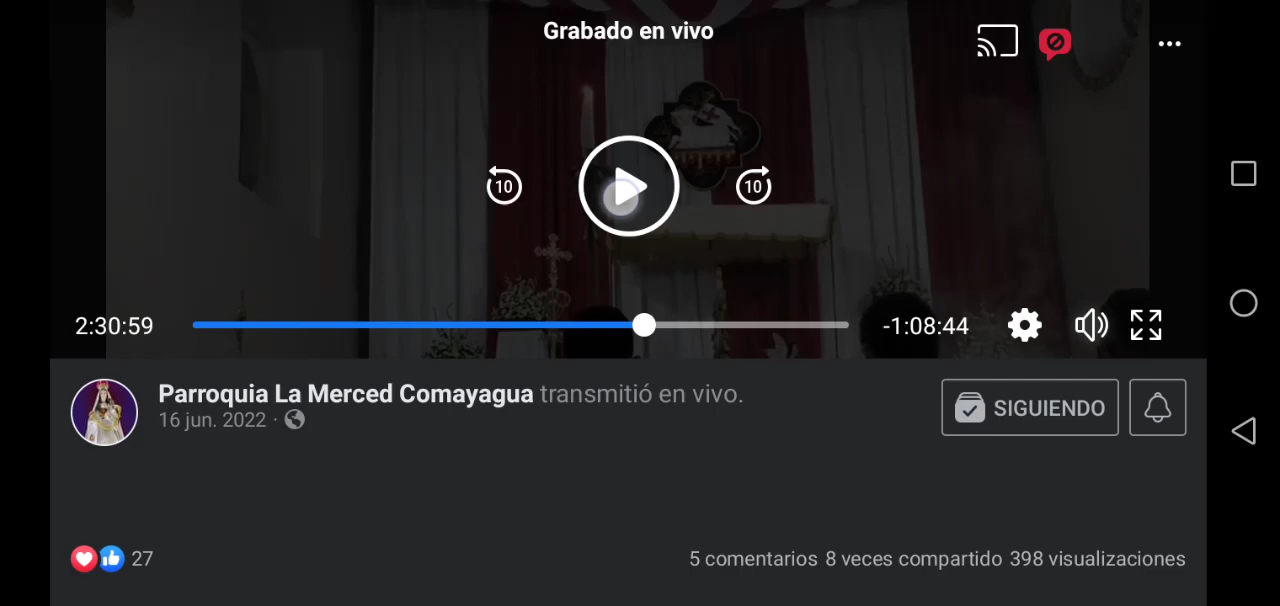 Grabado en vivo
10
10
2:30:59
-1:08:44
Parroquia La Merced Comayagua transmitió en vivo.
16 jun. 2022 ·
SIGUIENDO
27
5 comentarios 8 veces compartido 398 visualizaciones